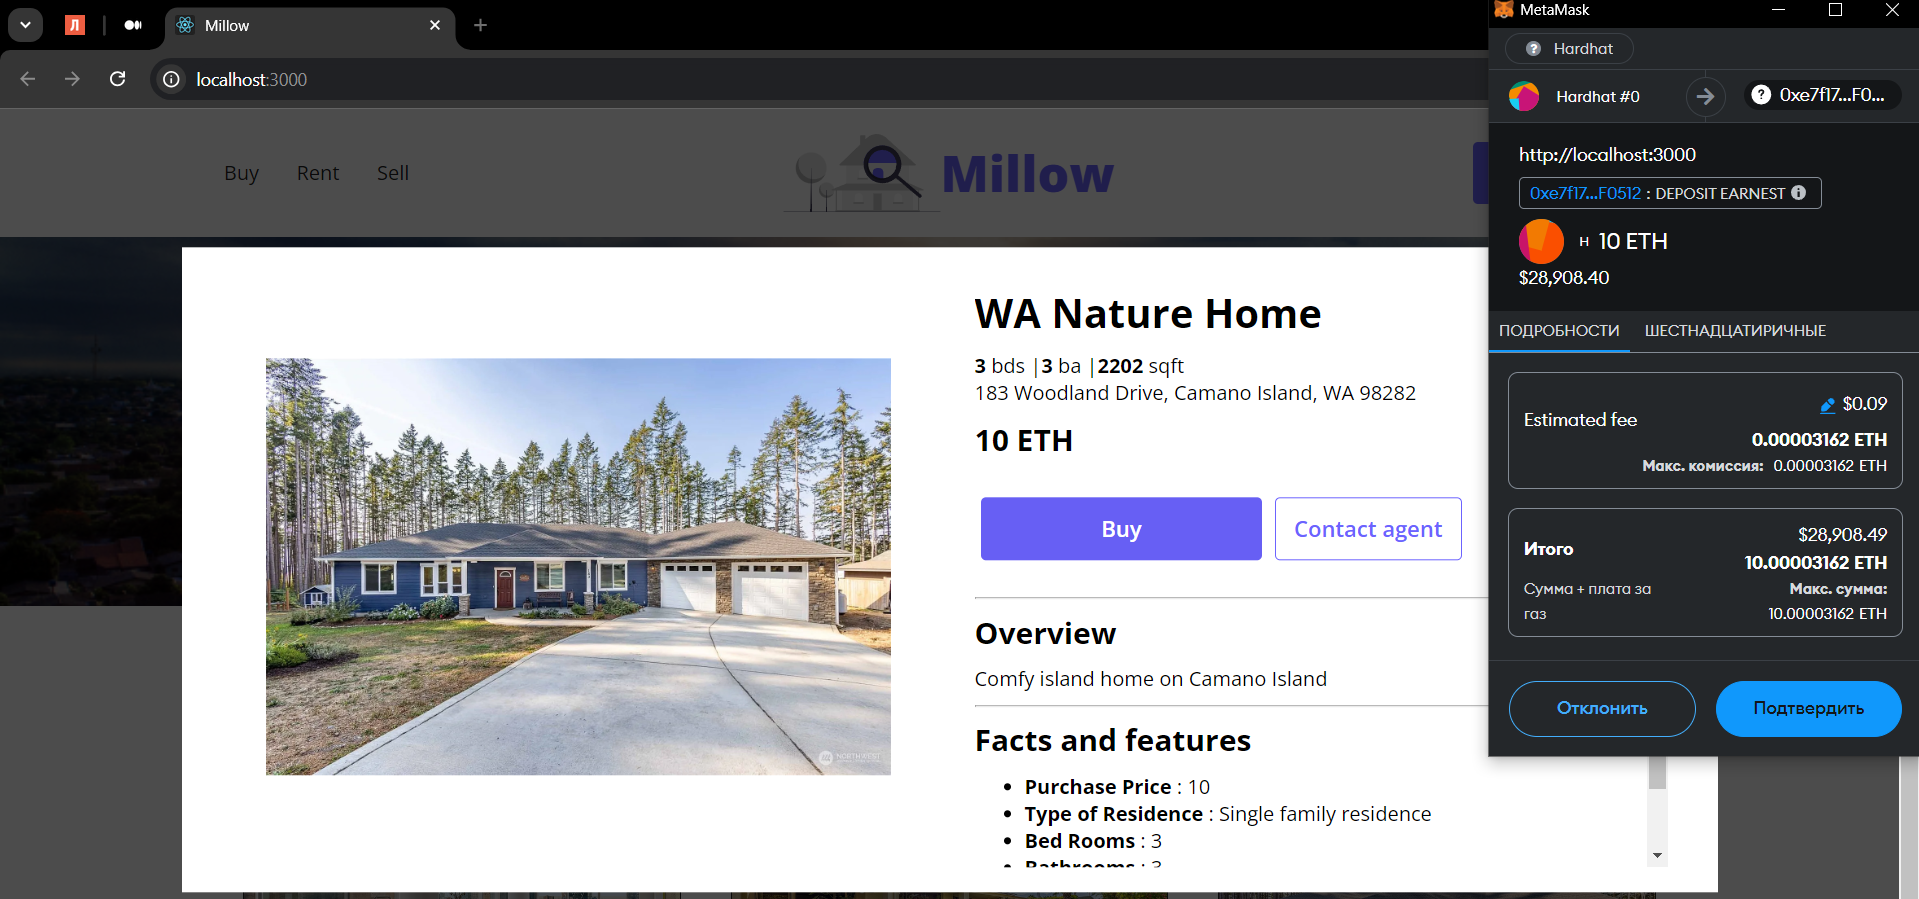 Л
Millow
localhost:3000
Buy
Rent
Sell
Millow
WA Nature Home
3 bds |3 ba |2202 sqft
183 Woodland Drive, Camano Island, WA 98282
10 ETH
Buy
Contact agent
Overview
Comfy island home on Camano Island
Facts and features
Purchase Price : 10
Type of Residence : Single family residence
Bed Rooms : 3
Bathrooms : 3
MetaMask
Hardhat
Hardhat #0
0xe7f17...F0...
http://localhost:3000
0xe7f17...F0512 : DEPOSIT EARNEST
H 10 ETH
$28,908.40
ПОДРОБНОСТИ
ШЕСТНАДЦАТИРИЧНЫЕ
Estimated fee
$0.09
0.00003162 ETH
Макс. комиссия: 0.00003162 ETH
Итого
$28,908.49
10.00003162 ETH
Сумма + плата за
газ
Макс. сумма:
10.00003162 ETH
Отклонить
Подтвердить